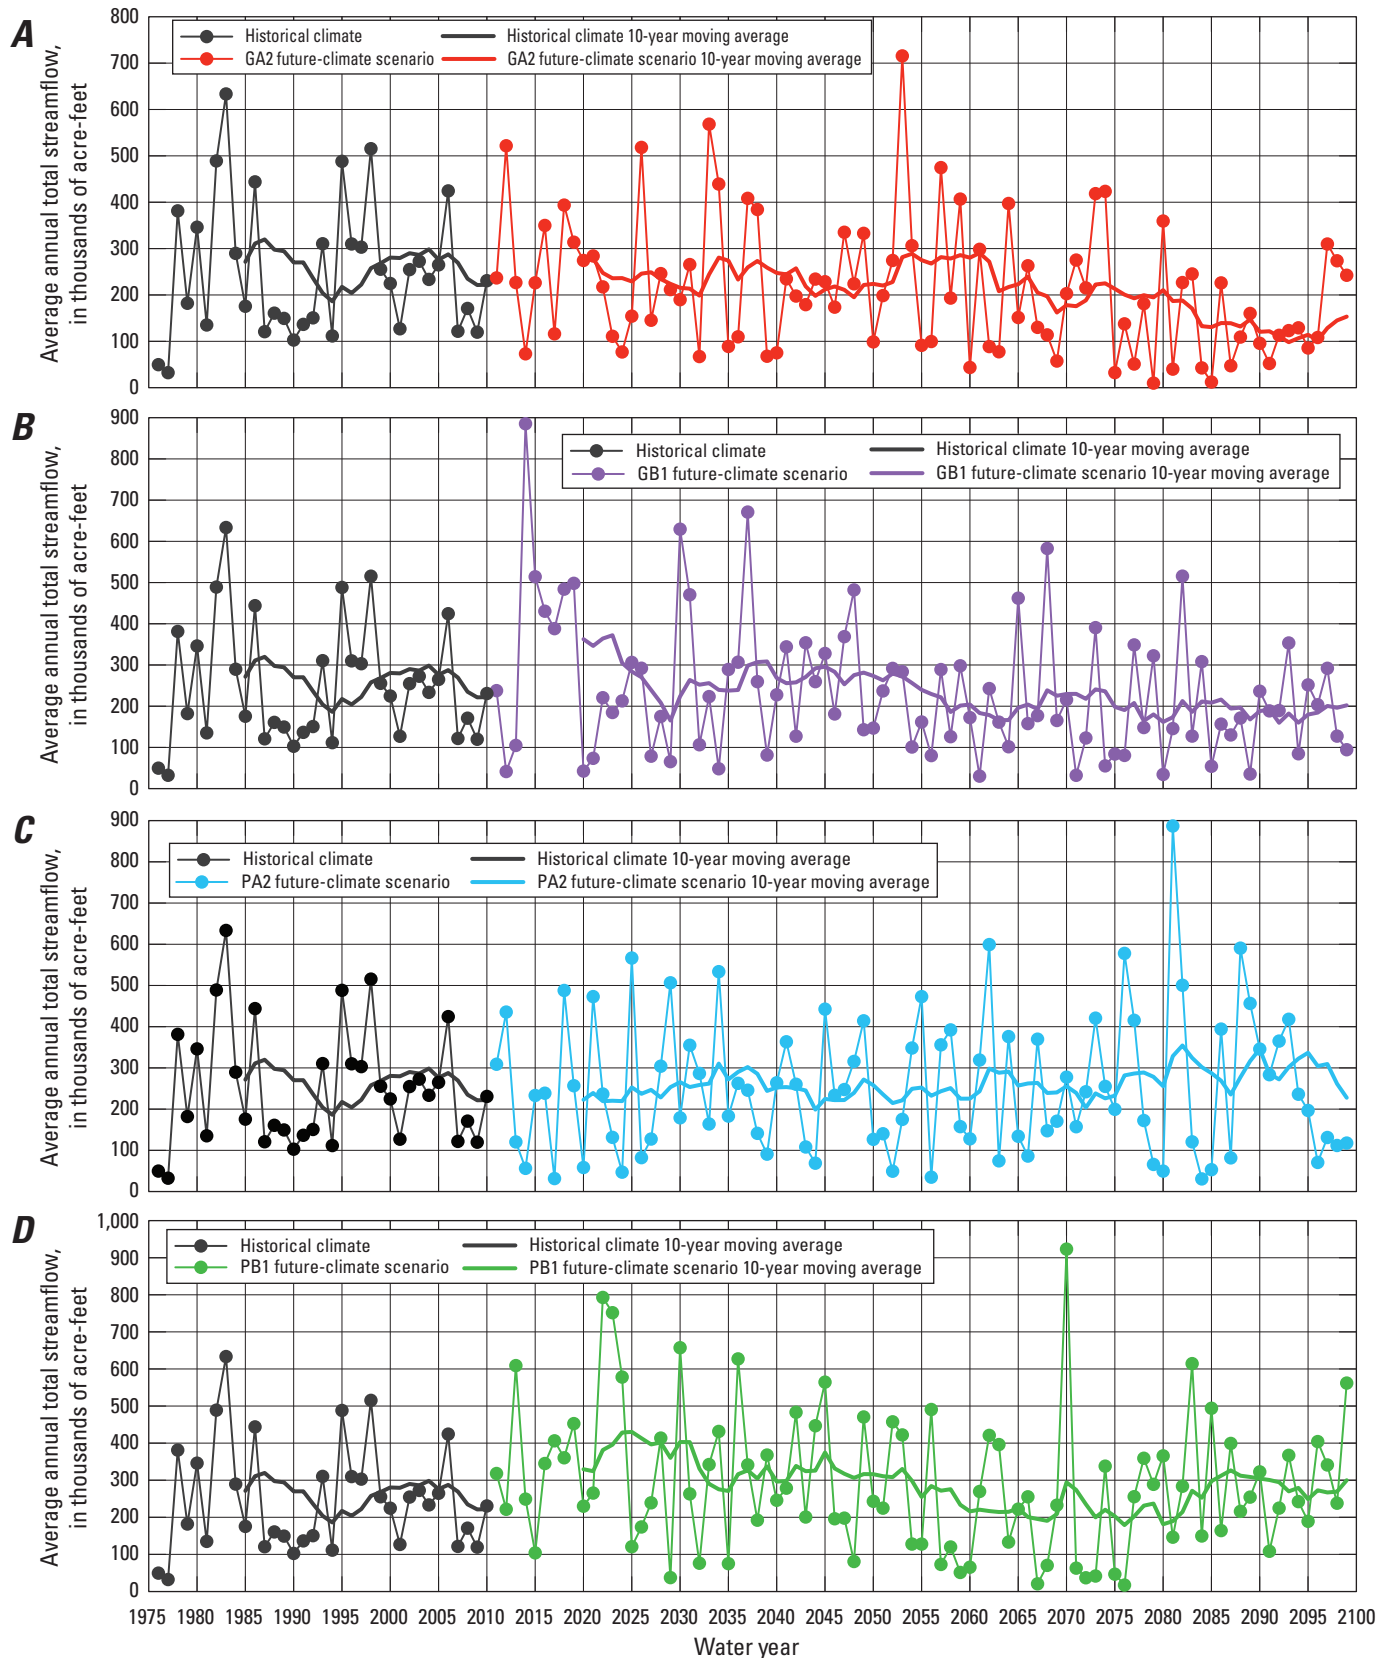 A
Average annual total streamflow,
in thousands of acre-feet
800
700
600
500
400
300
200
100
0
Historical climate
Historical climate 10-year moving average
GA2 future-climate scenario
GA2 future-climate scenario 10-year moving average
B
Average annual total streamflow,
in thousands of acre-feet
900
800
700
600
500
400
300
200
100
0
Historical climate
Historical climate 10-year moving average
GB1 future-climate scenario
GB1 future-climate scenario 10-year moving average
C
Average annual total streamflow,
in thousands of acre-feet
900
800
700
600
500
400
300
200
100
0
Historical climate
Historical climate 10-year moving average
PA2 future-climate scenario
PA2 future-climate scenario 10-year moving average
D
Average annual total streamflow,
in thousands of acre-feet
1,000
900
800
700
600
500
400
300
200
100
0
Historical climate
Historical climate 10-year moving average
PB1 future-climate scenario
PB1 future-climate scenario 10-year moving average
1975 1980 1985 1990 1995 2000 2005 2010 2015 2020 2025 2030 2035 2040 2045 2050 2055 2060 2065 2070 2075 2080 2085 2090 2095 2100
Water year